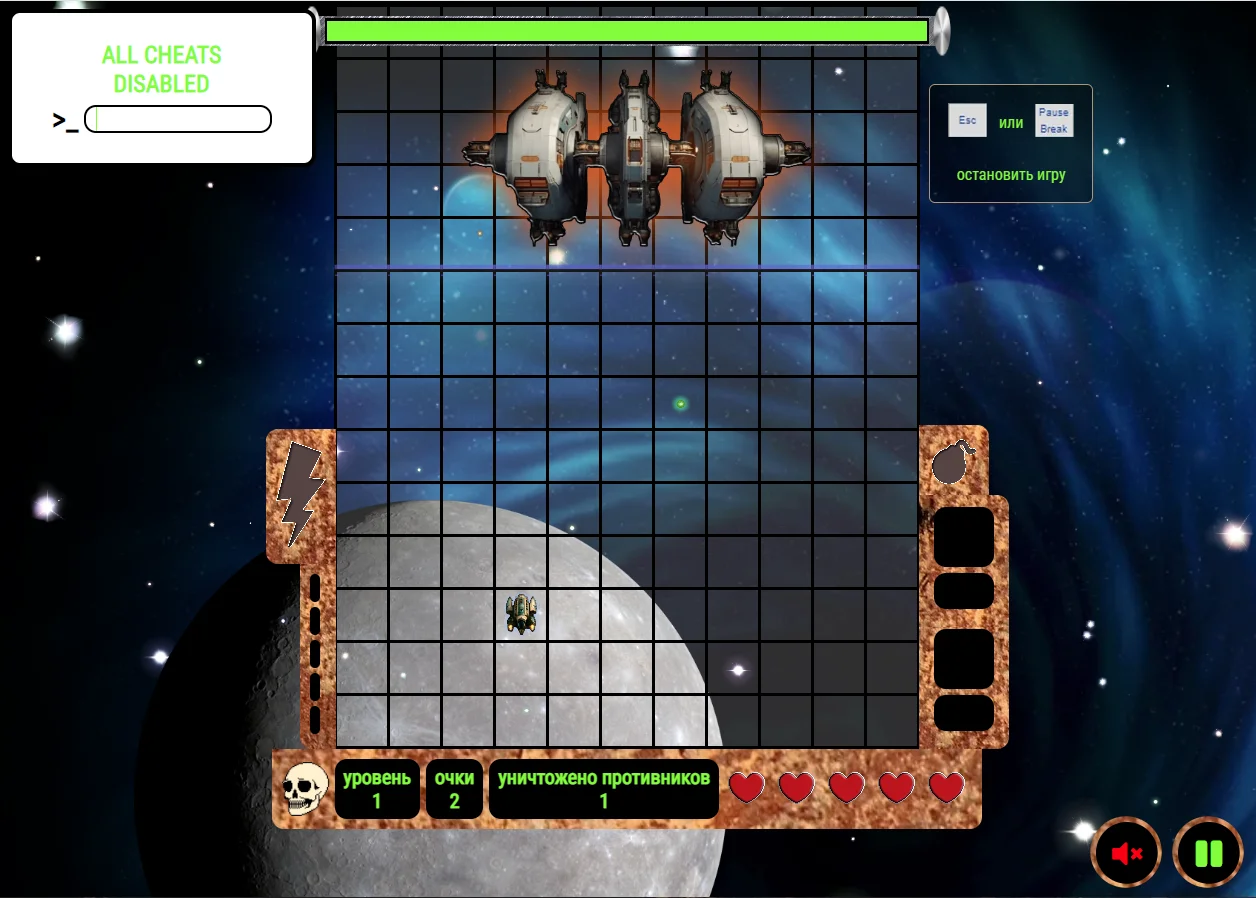 ALL CHEATS
DISABLED
>_
Esc
или
Pause
Break
остановить игру
уровень
1
очки
2
уничтожено противников
1